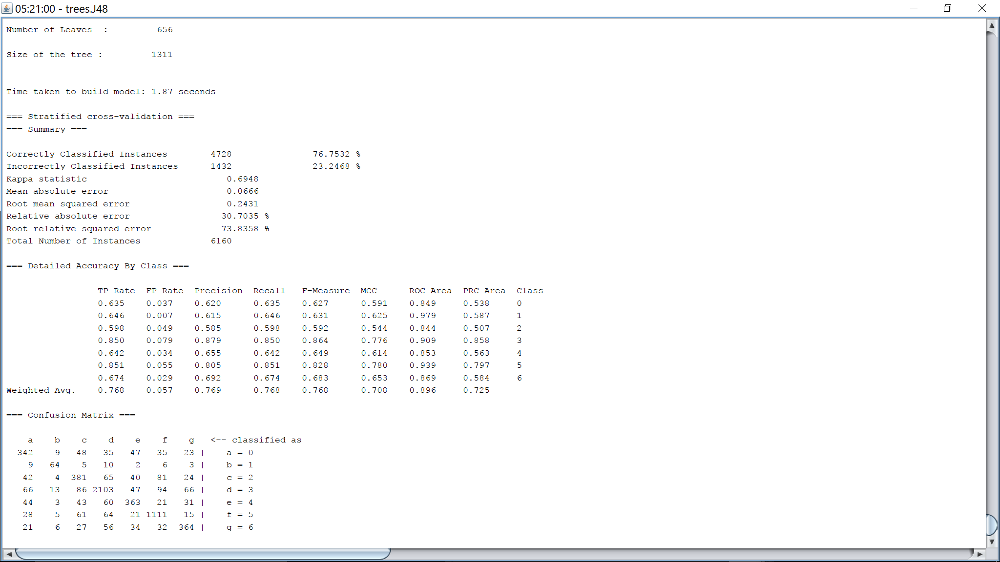 05:21:00 - trees.J48
Number of Leaves  :         656
Size of the tree :         1311
Time taken to build model: 1.87 seconds
=== Stratified cross-validation ===
=== Summary ===
Correctly Classified Instances        4728               76.7532 %
Incorrectly Classified Instances      1432               23.2468 %
Kappa statistic                          0.6948
Mean absolute error                      0.0666
Root mean squared error                  0.2431
Relative absolute error                 30.7035 %
Root relative squared error             73.8358 %
Total Number of Instances             6160
=== Detailed Accuracy By Class ===
                 TP Rate  FP Rate  Precision  Recall   F-Measure  MCC      ROC Area  PRC Area  Class
                 0.635    0.037    0.620      0.635    0.627      0.591    0.849     0.538     0
                 0.646    0.007    0.615      0.646    0.631      0.625    0.979     0.587     1
                 0.598    0.049    0.585      0.598    0.592      0.544    0.844     0.507     2
                 0.850    0.079    0.879      0.850    0.864      0.776    0.909     0.858     3
                 0.642    0.034    0.655      0.642    0.649      0.614    0.853     0.563     4
                 0.851    0.055    0.805      0.851    0.828      0.780    0.939     0.797     5
                 0.674    0.029    0.692      0.674    0.683      0.653    0.869     0.584     6
Weighted Avg.    0.768    0.057    0.769      0.768    0.768      0.708    0.896     0.725
=== Confusion Matrix ===
    a    b    c    d    e    f    g   <-- classified as
  342    9   48   35   47   35   23 |    a = 0
    9   64    5   10    2    6    3 |    b = 1
   42    4  381   65   40   81   24 |    c = 2
   66   13   86 2103   47   94   66 |    d = 3
   44    3   43   60  363   21   31 |    e = 4
   28    5   61   64   21 1111   15 |    f = 5
   21    6   27   56   34   32  364 |    g = 6